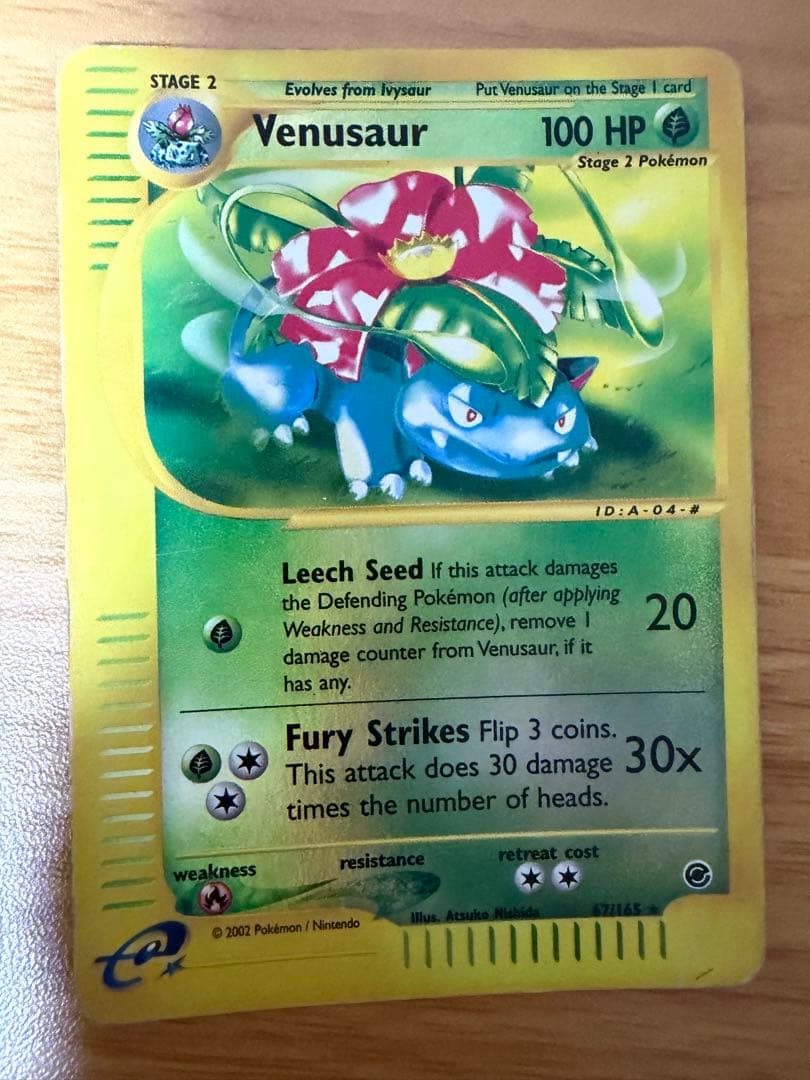 STAGE 2
Evolves from Ivysaur
Put Venusaur on the Stage 1 card
Venusaur
100 HP
Stage 2 Pokémon
ID:A-04-#
Leech Seed If this attack damages
the Defending Pokémon (after applying
Weakness and Resistance), remove 1
damage counter from Venusaur, if it
has any.
20
Fury Strikes Flip 3 coins.
This attack does 30 damage
times the number of heads.
30x
weakness
resistance
retreat cost
Illus. Atsuko Nishida
67/165 ★
© 2002 Pokémon / Nintendo
e